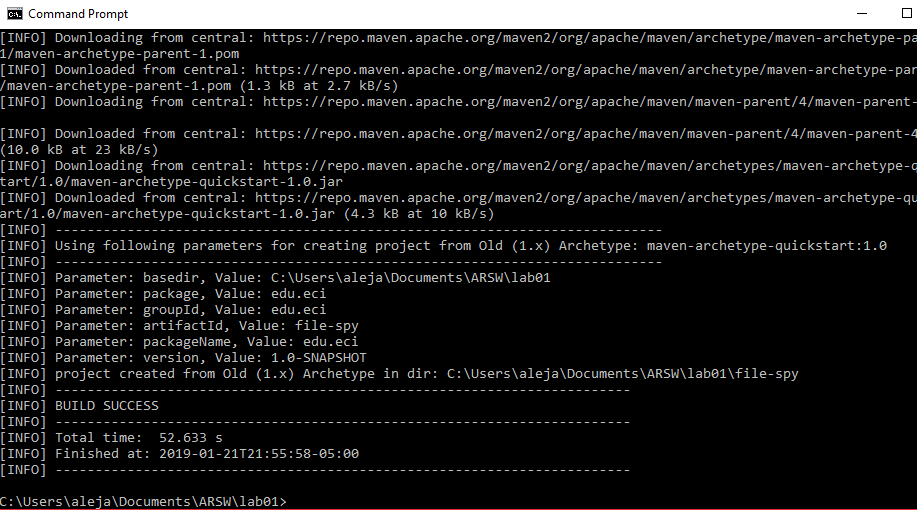 Command Prompt
[INFO] Downloading from central: https://repo.maven.apache.org/maven2/org/apache/maven/archetype/maven-archetype-pa
1/maven-archetype-parent-1.pom
[INFO] Downloaded from central: https://repo.maven.apache.org/maven2/org/apache/maven/archetype/maven-archetype-par
/maven-archetype-parent-1.pom (1.3 kB at 2.7 kB/s)
[INFO] Downloading from central: https://repo.maven.apache.org/maven2/org/apache/maven/maven-parent/4/maven-parent-
[INFO] Downloaded from central: https://repo.maven.apache.org/maven2/org/apache/maven/maven-parent/4/maven-parent-4
(10.0 kB at 23 kB/s)
[INFO] Downloading from central: https://repo.maven.apache.org/maven2/org/apache/maven/archetypes/maven-archetype-q
tart/1.0/maven-archetype-quickstart-1.0.jar
[INFO] Downloaded from central: https://repo.maven.apache.org/maven2/org/apache/maven/archetypes/maven-archetype-qu
art/1.0/maven-archetype-quickstart-1.0.jar (4.3 kB at 10 kB/s)
[INFO] ----------------------------------------------------------------------------
[INFO] Using following parameters for creating project from Old (1.x) Archetype: maven-archetype-quickstart:1.0
[INFO] ----------------------------------------------------------------------------
[INFO] Parameter: basedir, Value: C:\Users\aleja\Documents\ARSW\lab01
[INFO] Parameter: package, Value: edu.eci
[INFO] Parameter: groupId, Value: edu.eci
[INFO] Parameter: artifactId, Value: file-spy
[INFO] Parameter: packageName, Value: edu.eci
[INFO] Parameter: version, Value: 1.0-SNAPSHOT
[INFO] project created from Old (1.x) Archetype in dir: C:\Users\aleja\Documents\ARSW\lab01\file-spy
[INFO] ------------------------------------------------------------------------
[INFO] BUILD SUCCESS
[INFO] ------------------------------------------------------------------------
[INFO] Total time:  52.633 s
[INFO] Finished at: 2019-01-21T21:55:58-05:00
[INFO] ------------------------------------------------------------------------
C:\Users\aleja\Documents\ARSW\lab01>